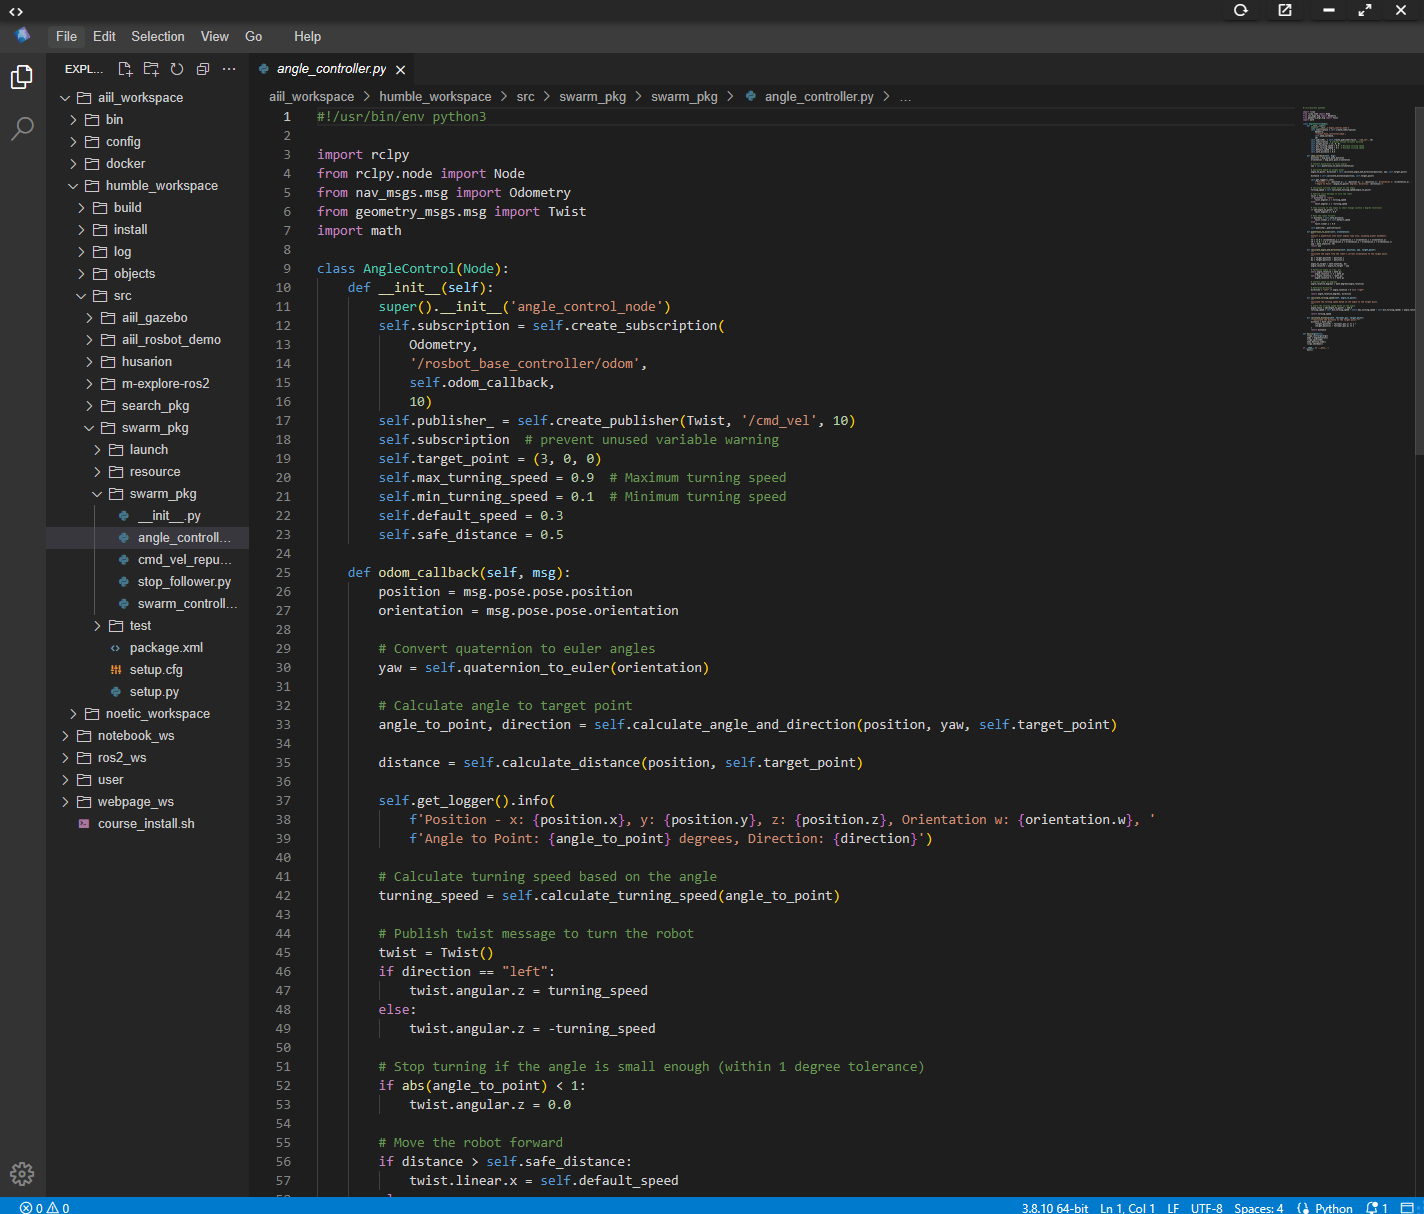 File Edit Selection View Go Help
EXPL...
aiil_workspace
bin
config
docker
humble_workspace
build
install
log
objects
src
aiil_gazebo
aiil_rosbot_demo
husarion
m-explore-ros2
search_pkg
swarm_pkg
launch
resource
swarm_pkg
__init__.py
angle_controll...
cmd_vel_repu...
stop_follower.py
swarm_controll...
test
package.xml
setup.cfg
setup.py
noetic_workspace
notebook_ws
ros2_ws
user
webpage_ws
course_install.sh
angle_controller.py
aiil_workspace > humble_workspace > src > swarm_pkg > swarm_pkg > angle_controller.py > ...
1 #!/usr/bin/env python3
2
3 import rclpy
4 from rclpy.node import Node
5 from nav_msgs.msg import Odometry
6 from geometry_msgs.msg import Twist
7 import math
8
9 class AngleControl(Node):
10     def __init__(self):
11         super().__init__('angle_control_node')
12         self.subscription = self.create_subscription(
13             Odometry,
14             '/rosbot_base_controller/odom',
15             self.odom_callback,
16             10)
17         self.publisher_ = self.create_publisher(Twist, '/cmd_vel', 10)
18         self.subscription  # prevent unused variable warning
19         self.target_point = (3, 0, 0)
20         self.max_turning_speed = 0.9  # Maximum turning speed
21         self.min_turning_speed = 0.1  # Minimum turning speed
22         self.default_speed = 0.3
23         self.safe_distance = 0.5
24
25     def odom_callback(self, msg):
26         position = msg.pose.pose.position
27         orientation = msg.pose.pose.orientation
28
29         # Convert quaternion to euler angles
30         yaw = self.quaternion_to_euler(orientation)
31
32         # Calculate angle to target point
33         angle_to_point, direction = self.calculate_angle_and_direction(position, yaw, self.target_point)
34
35         distance = self.calculate_distance(position, self.target_point)
36
37         self.get_logger().info(
38             f'Position - x: {position.x}, y: {position.y}, z: {position.z}, Orientation w: {orientation.w}, '
39             f'Angle to Point: {angle_to_point} degrees, Direction: {direction}')
40
41         # Calculate turning speed based on the angle
42         turning_speed = self.calculate_turning_speed(angle_to_point)
43
44         # Publish twist message to turn the robot
45         twist = Twist()
46         if direction == "left":
47             twist.angular.z = turning_speed
48         else:
49             twist.angular.z = -turning_speed
50
51         # Stop turning if the angle is small enough (within 1 degree tolerance)
52         if abs(angle_to_point) < 1:
53             twist.angular.z = 0.0
54
55         # Move the robot forward
56         if distance > self.safe_distance:
57             twist.linear.x = self.default_speed
0 0 3.8.10 64-bit Ln 1, Col 1 LF UTF-8 Spaces: 4 Python 1